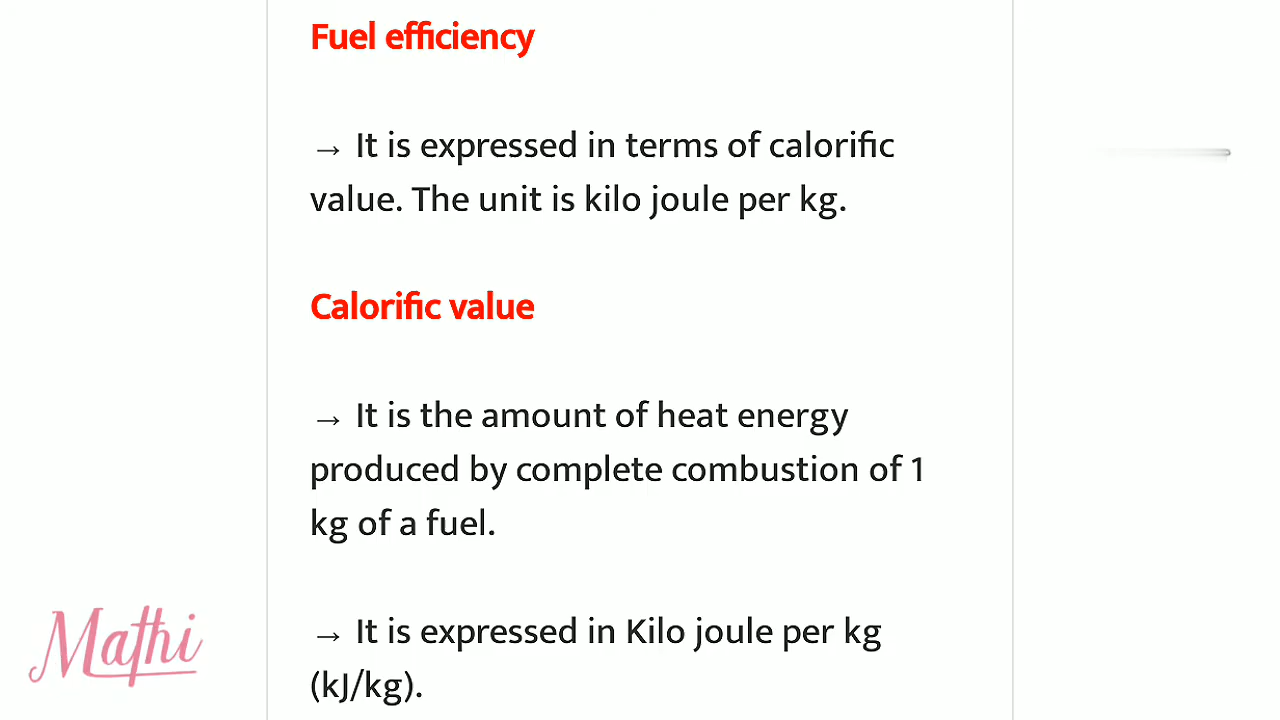 Fuel efficiency
→ It is expressed in terms of calorific
value. The unit is kilo joule per kg.
Calorific value
→ It is the amount of heat energy
produced by complete combustion of 1
kg of a fuel.
→ It is expressed in Kilo joule per kg
(kJ/kg).
Mathi